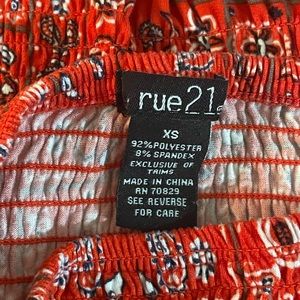 rue21
XS
92% POLYESTER
8% SPANDEX
EXCLUSIVE OF
TRIMS
MADE IN CHINA
RN 70829
SEE REVERSE
FOR CARE